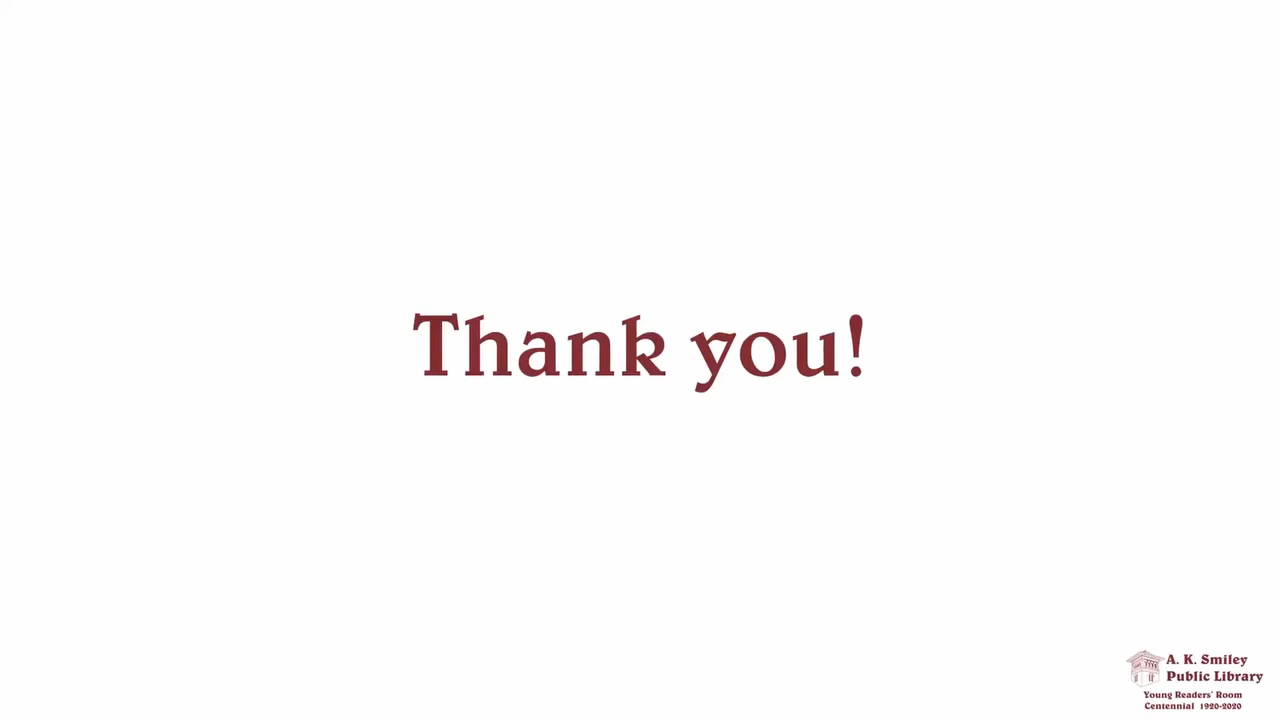 Thank you!
A. K. Smiley
Public Library
Young Readers' Room
Centennial 1920-2020